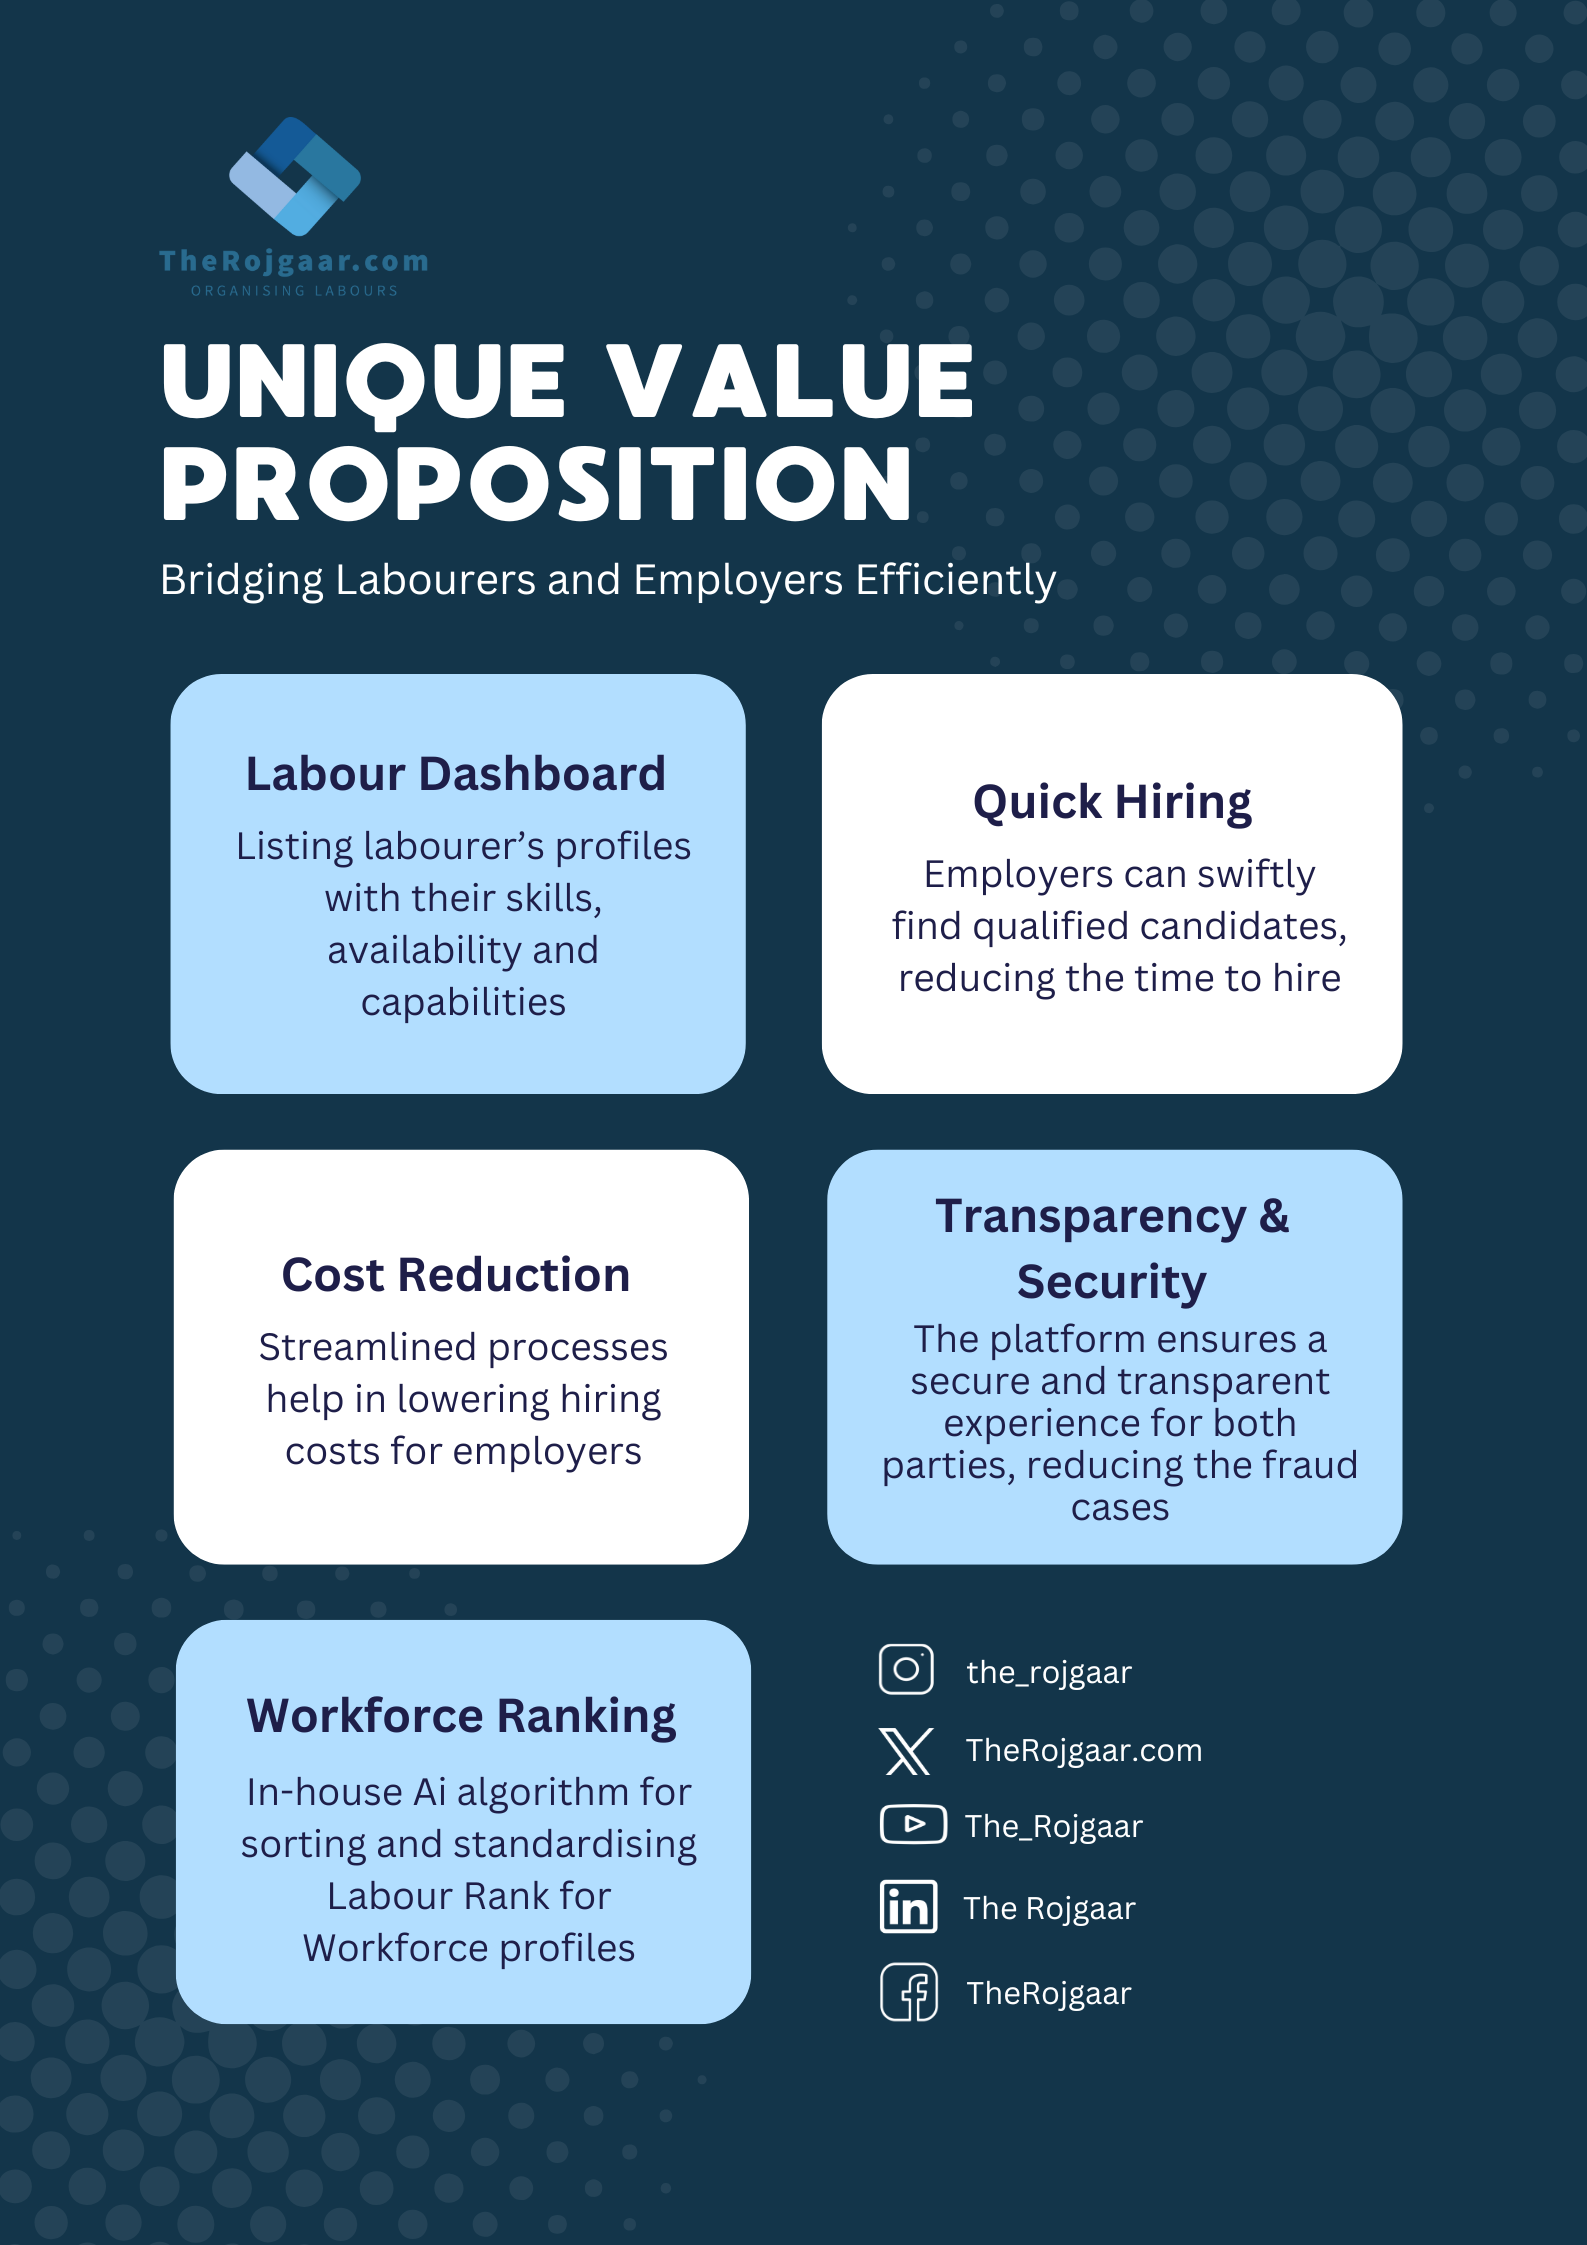 TheRojgaar.com
ORGANISING LABOURS
UNIQUE VALUE
PROPOSITION
Bridging Labourers and Employers Efficiently
Labour Dashboard
Listing labourer’s profiles
with their skills,
availability and
capabilities
Quick Hiring
Employers can swiftly
find qualified candidates,
reducing the time to hire
Cost Reduction
Streamlined processes
help in lowering hiring
costs for employers
Transparency &
Security
The platform ensures a
secure and transparent
experience for both
parties, reducing the fraud
cases
Workforce Ranking
In-house Ai algorithm for
sorting and standardising
Labour Rank for
Workforce profiles
the_rojgaar
TheRojgaar.com
The_Rojgaar
in The Rojgaar
TheRojgaar